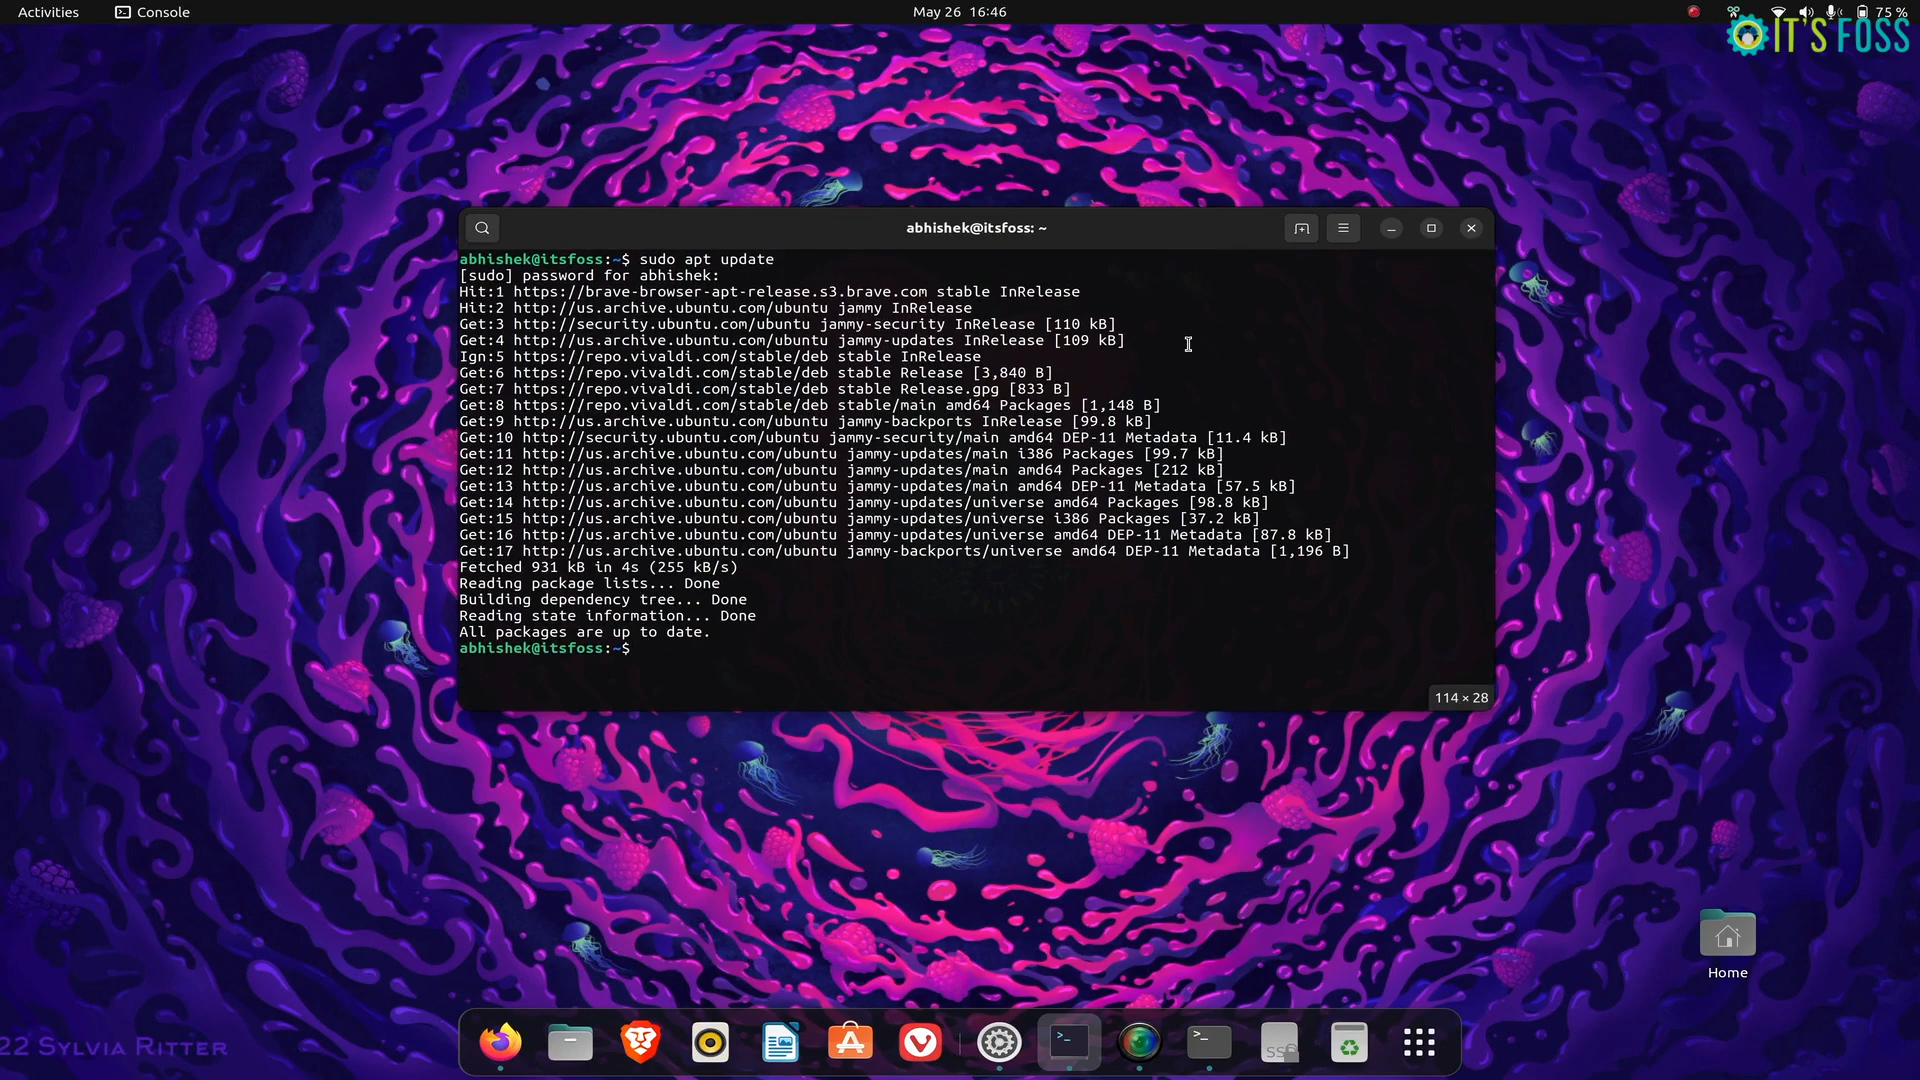 Activities
Console
May 26 16:46
75 %
IT'S FOSS
abhishek@itsfoss: ~
abhishek@itsfoss:~$ sudo apt update
[sudo] password for abhishek:
Hit:1 https://brave-browser-apt-release.s3.brave.com stable InRelease
Hit:2 http://us.archive.ubuntu.com/ubuntu jammy InRelease
Get:3 http://security.ubuntu.com/ubuntu jammy-security InRelease [110 kB]
Get:4 http://us.archive.ubuntu.com/ubuntu jammy-updates InRelease [109 kB]
Ign:5 https://repo.vivaldi.com/stable/deb stable InRelease
Get:6 https://repo.vivaldi.com/stable/deb stable Release [3,840 B]
Get:7 https://repo.vivaldi.com/stable/deb stable Release.gpg [833 B]
Get:8 https://repo.vivaldi.com/stable/deb stable/main amd64 Packages [1,148 B]
Get:9 http://us.archive.ubuntu.com/ubuntu jammy-backports InRelease [99.8 kB]
Get:10 http://security.ubuntu.com/ubuntu jammy-security/main amd64 DEP-11 Metadata [11.4 kB]
Get:11 http://us.archive.ubuntu.com/ubuntu jammy-updates/main i386 Packages [99.7 kB]
Get:12 http://us.archive.ubuntu.com/ubuntu jammy-updates/main amd64 Packages [212 kB]
Get:13 http://us.archive.ubuntu.com/ubuntu jammy-updates/main amd64 DEP-11 Metadata [57.5 kB]
Get:14 http://us.archive.ubuntu.com/ubuntu jammy-updates/universe amd64 Packages [98.8 kB]
Get:15 http://us.archive.ubuntu.com/ubuntu jammy-updates/universe i386 Packages [37.2 kB]
Get:16 http://us.archive.ubuntu.com/ubuntu jammy-updates/universe amd64 DEP-11 Metadata [87.8 kB]
Get:17 http://us.archive.ubuntu.com/ubuntu jammy-backports/universe amd64 DEP-11 Metadata [1,196 B]
Fetched 931 kB in 4s (255 kB/s)
Reading package lists... Done
Building dependency tree... Done
Reading state information... Done
All packages are up to date.
abhishek@itsfoss:~$
114 × 28
Home
22 SYLVIA RITTER